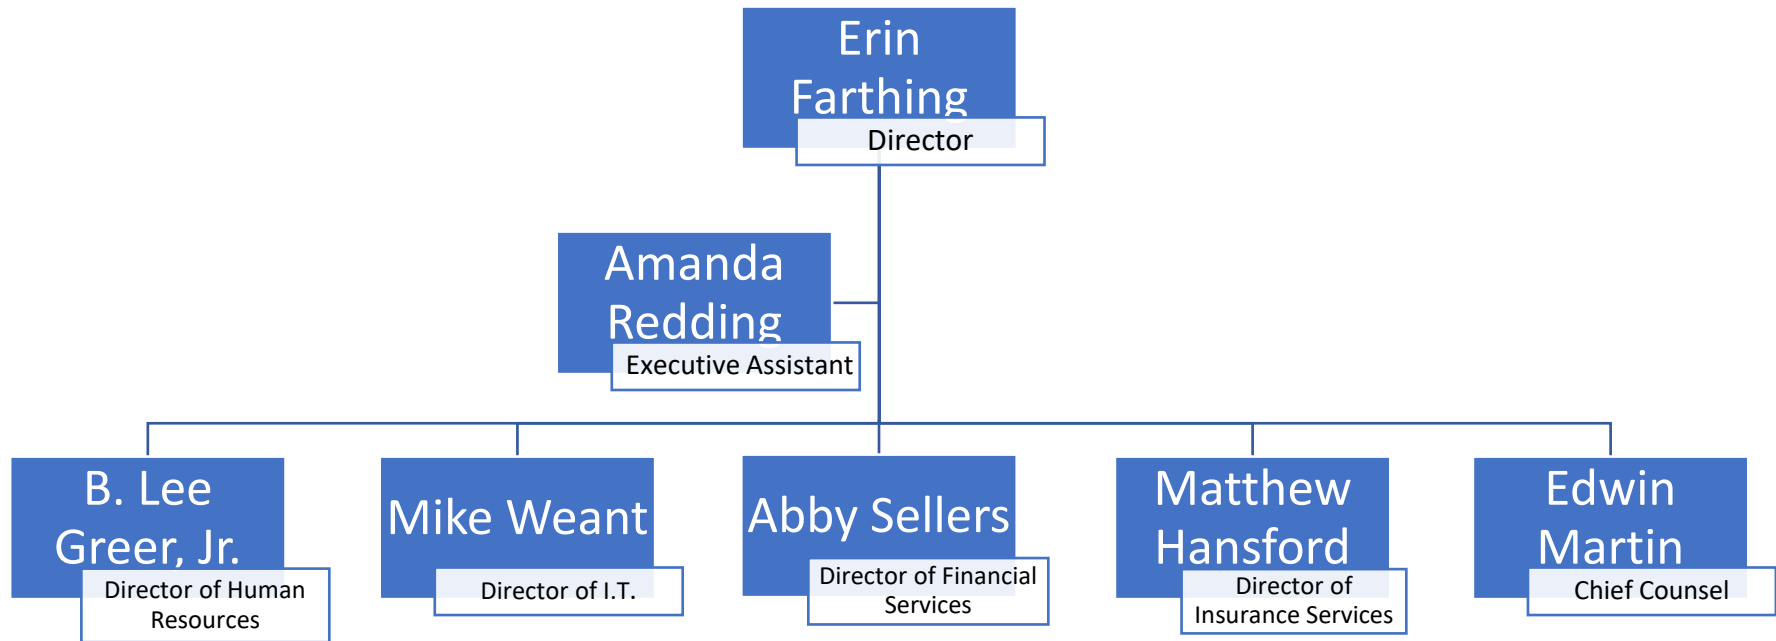 Erin
Farthing
Director
Amanda
Redding
Executive Assistant
B. Lee
Greer, Jr.
Director of Human
Resources
Mike Weant
Director of I.T.
Abby Sellers
Director of Financial
Services
Matthew
Hansford
Director of
Insurance Services
Edwin
Martin
Chief Counsel